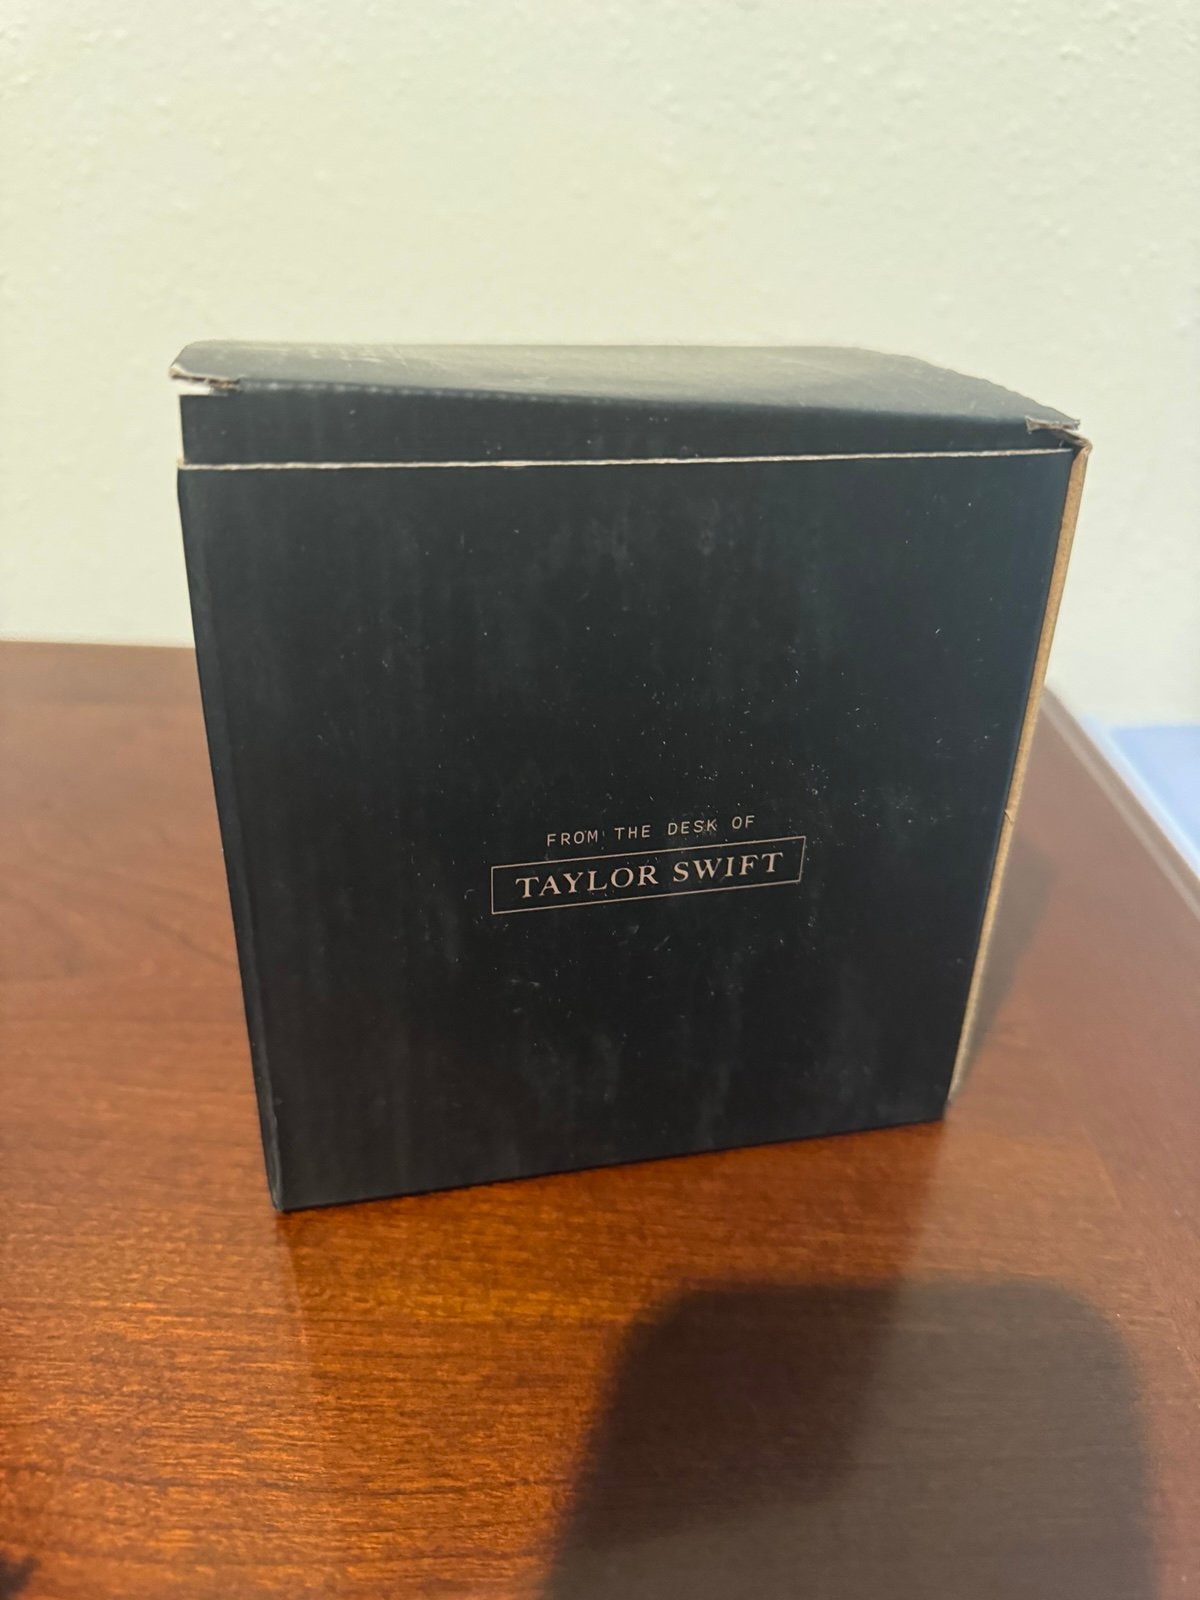 FROM THE DESK OF
TAYLOR SWIFT